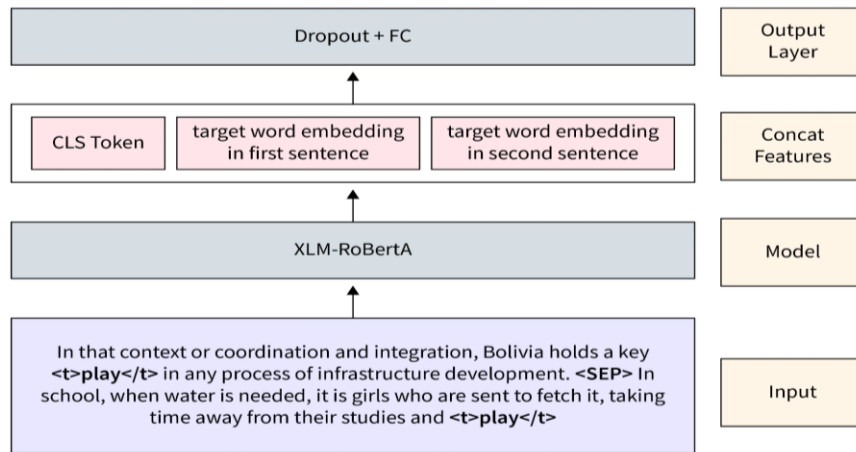 Dropout + FC
Output
Layer
CLS Token
target word embedding
in first sentence
target word embedding
in second sentence
Concat
Features
XLM-RoBertA
Model
In that context or coordination and integration, Bolivia holds a key
<t>play</t> in any process of infrastructure development. <SEP> In
school, when water is needed, it is girls who are sent to fetch it, taking
time away from their studies and <t>play</t>
Input